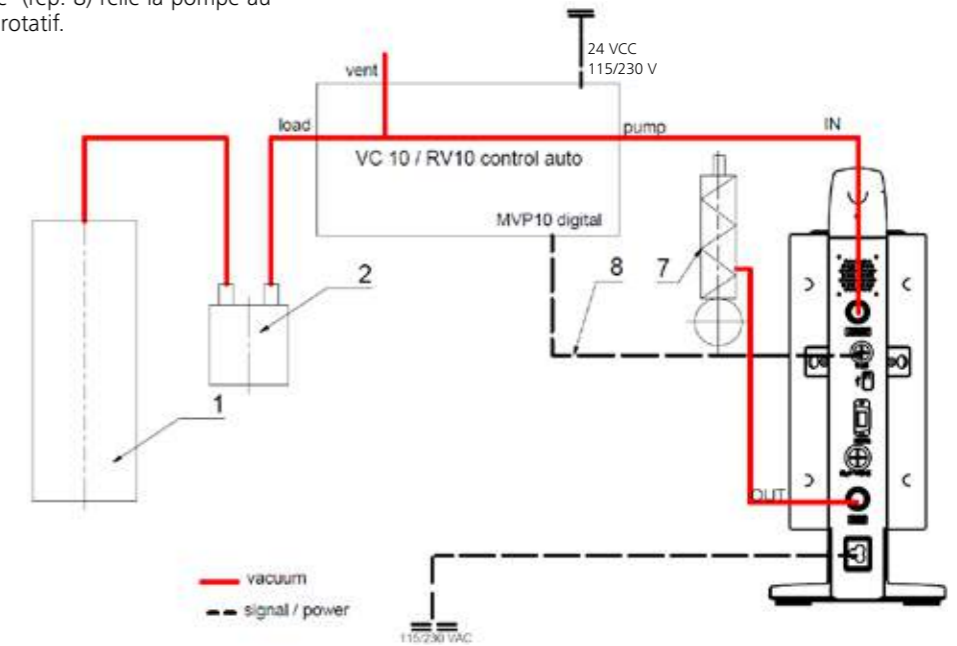 (rep. 8) relie la pompe au
rotatif.
24 VCC
115/230 V
vent
load
pump
IN
VC 10 / RV10 control auto
MVP10 digital
2
8
7
1
OUT
vacuum
signal / power
115/230 VAC